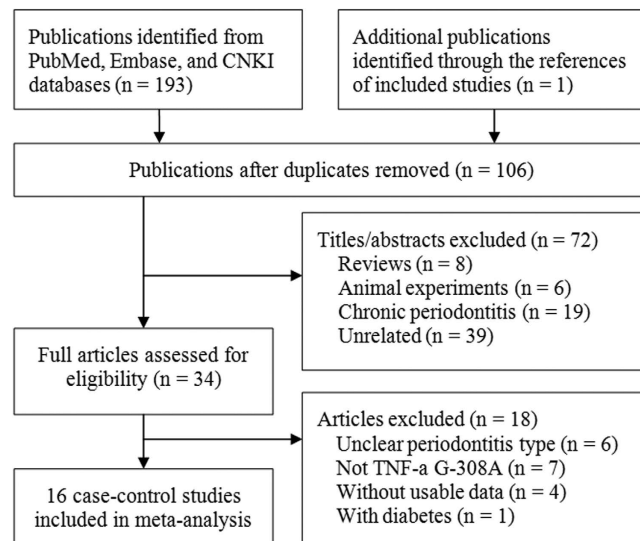 Publications identified from
PubMed, Embase, and CNKI
databases (n = 193)
Additional publications
identified through the references
of included studies (n = 1)
Publications after duplicates removed (n = 106)
Titles/abstracts excluded (n = 72)
Reviews (n = 8)
Animal experiments (n = 6)
Chronic periodontitis (n = 19)
Unrelated (n = 39)
Full articles assessed for
eligibility (n = 34)
Articles excluded (n = 18)
Unclear periodontitis type (n = 6)
Not TNF-a G-308A (n = 7)
Without usable data (n = 4)
With diabetes (n = 1)
16 case-control studies
included in meta-analysis